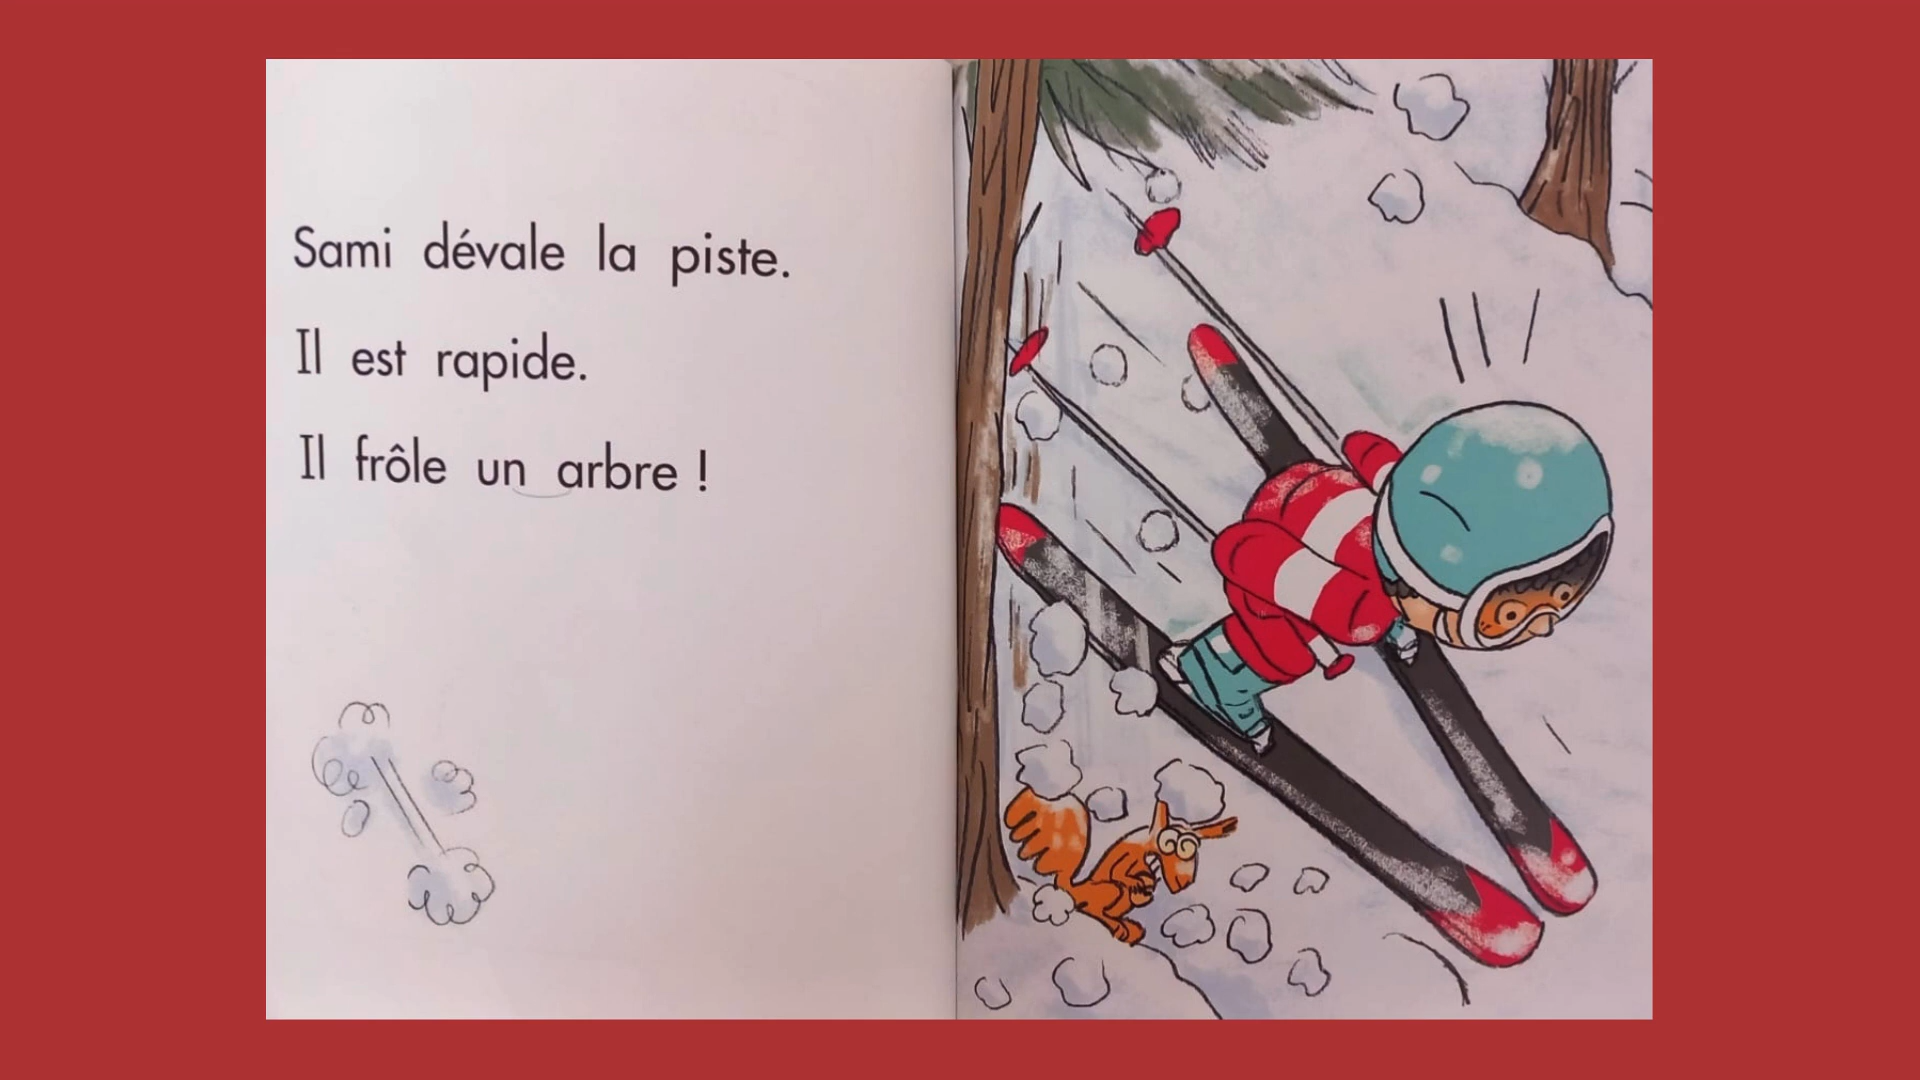 Sami dévale la piste.
Il est rapide.
Il frôle un arbre !